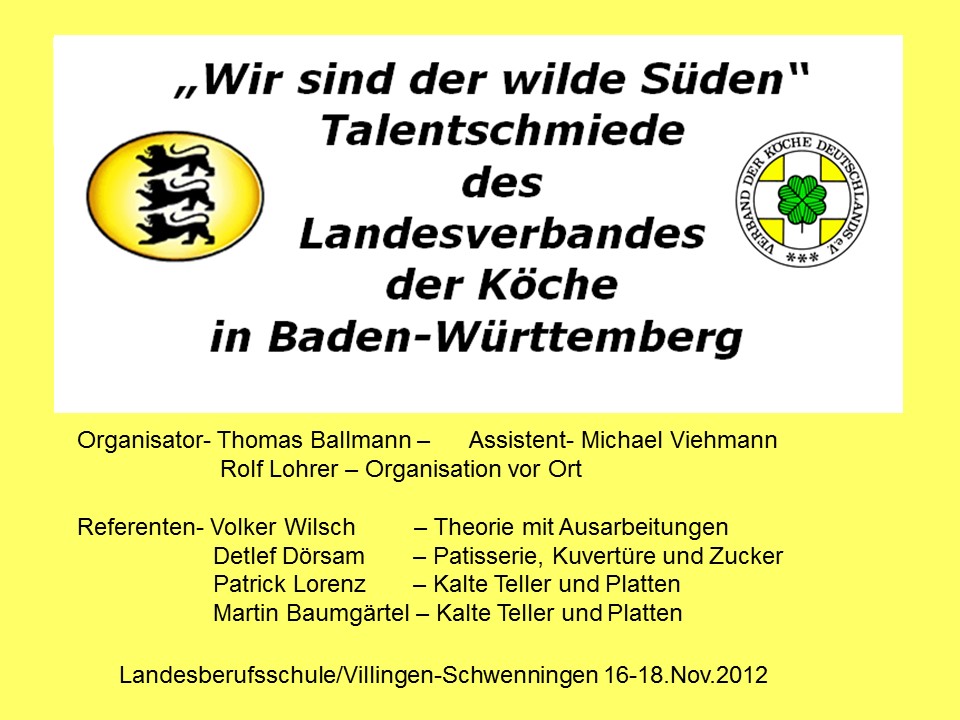 „Wir sind der wilde Süden“
Talentschmiede
des
Landesverbandes
der Köche
in Baden-Württemberg
VERBAND DER KÖCHE DEUTSCHLANDS e.V.
***
Organisator- Thomas Ballmann – Assistent- Michael Viehmann
Rolf Lohrer – Organisation vor Ort
Referenten- Volker Wilsch – Theorie mit Ausarbeitungen
Detlef Dörsam – Patisserie, Kuvertüre und Zucker
Patrick Lorenz – Kalte Teller und Platten
Martin Baumgärtel – Kalte Teller und Platten
Landesberufsschule/Villingen-Schwenningen 16-18.Nov.2012